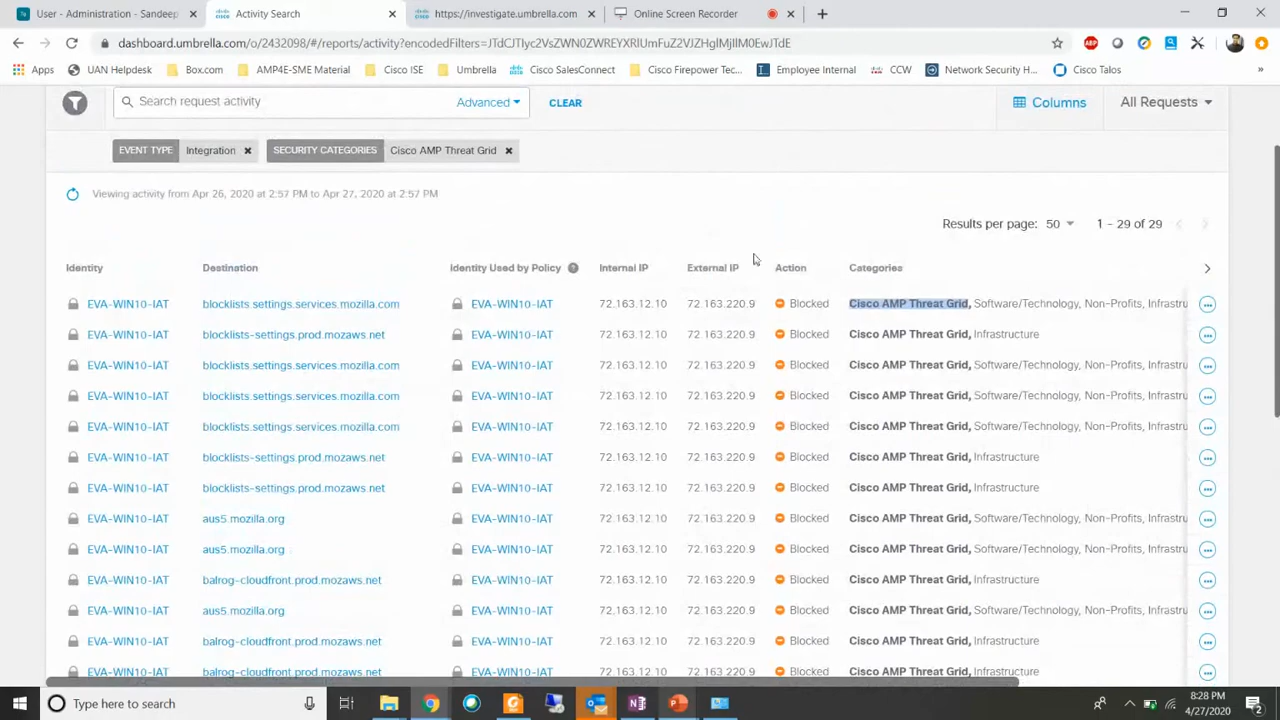 User - Administration - Sandeep
Activity Search
https://investigate.umbrella.com
Online Screen Recorder
dashboard.umbrella.com/o/2432098/#/reports/activity?encodedFilters=JTdCJTIyc2VsZWN0ZWREYXRlUmFuZ2VJZHglMjIlM0EwJTdE
Apps UAN Helpdesk Box.com AMP4E-SME Material Cisco ISE Umbrella Cisco SalesConnect Cisco Firepower Tec... Employee Internal CCW Network Security H... Cisco Talos »
Search request activity Advanced CLEAR Columns All Requests
EVENT TYPE Integration SECURITY CATEGORIES Cisco AMP Threat Grid
Viewing activity from Apr 26, 2020 at 2:57 PM to Apr 27, 2020 at 2:57 PM
Results per page: 50 1 - 29 of 29
Identity Destination Identity Used by Policy ? Internal IP External IP Action Categories
EVA-WIN10-IAT blocklists.settings.services.mozilla.com EVA-WIN10-IAT 72.163.12.10 72.163.220.9 Blocked Cisco AMP Threat Grid, Software/Technology, Non-Profits, Infrastru
EVA-WIN10-IAT blocklists-settings.prod.mozaws.net EVA-WIN10-IAT 72.163.12.10 72.163.220.9 Blocked Cisco AMP Threat Grid, Infrastructure
EVA-WIN10-IAT blocklists.settings.services.mozilla.com EVA-WIN10-IAT 72.163.12.10 72.163.220.9 Blocked Cisco AMP Threat Grid, Software/Technology, Non-Profits, Infrastru
EVA-WIN10-IAT blocklists.settings.services.mozilla.com EVA-WIN10-IAT 72.163.12.10 72.163.220.9 Blocked Cisco AMP Threat Grid, Software/Technology, Non-Profits, Infrastru
EVA-WIN10-IAT blocklists.settings.services.mozilla.com EVA-WIN10-IAT 72.163.12.10 72.163.220.9 Blocked Cisco AMP Threat Grid, Software/Technology, Non-Profits, Infrastru
EVA-WIN10-IAT blocklists-settings.prod.mozaws.net EVA-WIN10-IAT 72.163.12.10 72.163.220.9 Blocked Cisco AMP Threat Grid, Infrastructure
EVA-WIN10-IAT blocklists-settings.prod.mozaws.net EVA-WIN10-IAT 72.163.12.10 72.163.220.9 Blocked Cisco AMP Threat Grid, Infrastructure
EVA-WIN10-IAT aus5.mozilla.org EVA-WIN10-IAT 72.163.12.10 72.163.220.9 Blocked Cisco AMP Threat Grid, Software/Technology, Non-Profits, Infrastru
EVA-WIN10-IAT aus5.mozilla.org EVA-WIN10-IAT 72.163.12.10 72.163.220.9 Blocked Cisco AMP Threat Grid, Software/Technology, Non-Profits, Infrastru
EVA-WIN10-IAT balrog-cloudfront.prod.mozaws.net EVA-WIN10-IAT 72.163.12.10 72.163.220.9 Blocked Cisco AMP Threat Grid, Infrastructure
EVA-WIN10-IAT aus5.mozilla.org EVA-WIN10-IAT 72.163.12.10 72.163.220.9 Blocked Cisco AMP Threat Grid, Software/Technology, Non-Profits, Infrastru
EVA-WIN10-IAT balrog-cloudfront.prod.mozaws.net EVA-WIN10-IAT 72.163.12.10 72.163.220.9 Blocked Cisco AMP Threat Grid, Infrastructure
EVA-WIN10-IAT balrog-cloudfront.prod.mozaws.net EVA-WIN10-IAT 72.163.12.10 72.163.220.9 Blocked Cisco AMP Threat Grid, Infrastructure
Type here to search
8:28 PM
4/27/2020
2